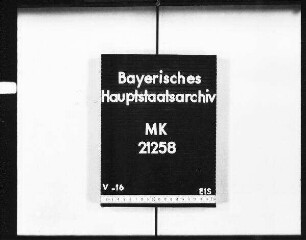 Bayerisches
Hauptstaatsarchiv
MK
21258
V-16 EIS